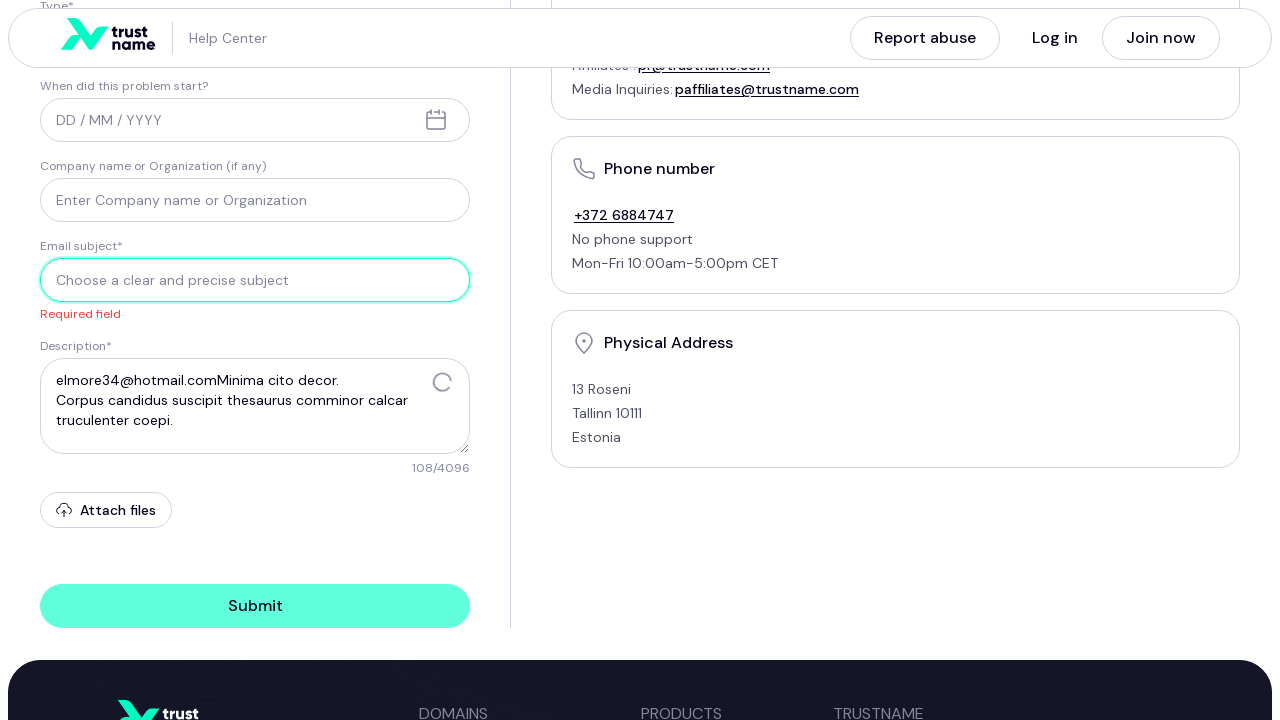 Type*
trust
name
Help Center
Report abuse
Log in
Join now
When did this problem start?
DD / MM / YYYY
Company name or Organization (if any)
Enter Company name or Organization
Email subject*
Choose a clear and precise subject
Required field
Description*
elmore34@hotmail.comMinima cito decor.
Corpus candidus suscipit thesaurus comminor calcar
truculenter coepi.
108/4096
Attach files
Submit
Affiliates : pr@trustname.com
Media Inquiries: paffiliates@trustname.com
Phone number
+372 6884747
No phone support
Mon-Fri 10:00am-5:00pm CET
Physical Address
13 Roseni
Tallinn 10111
Estonia
trust
DOMAINS
PRODUCTS
TRUSTNAME